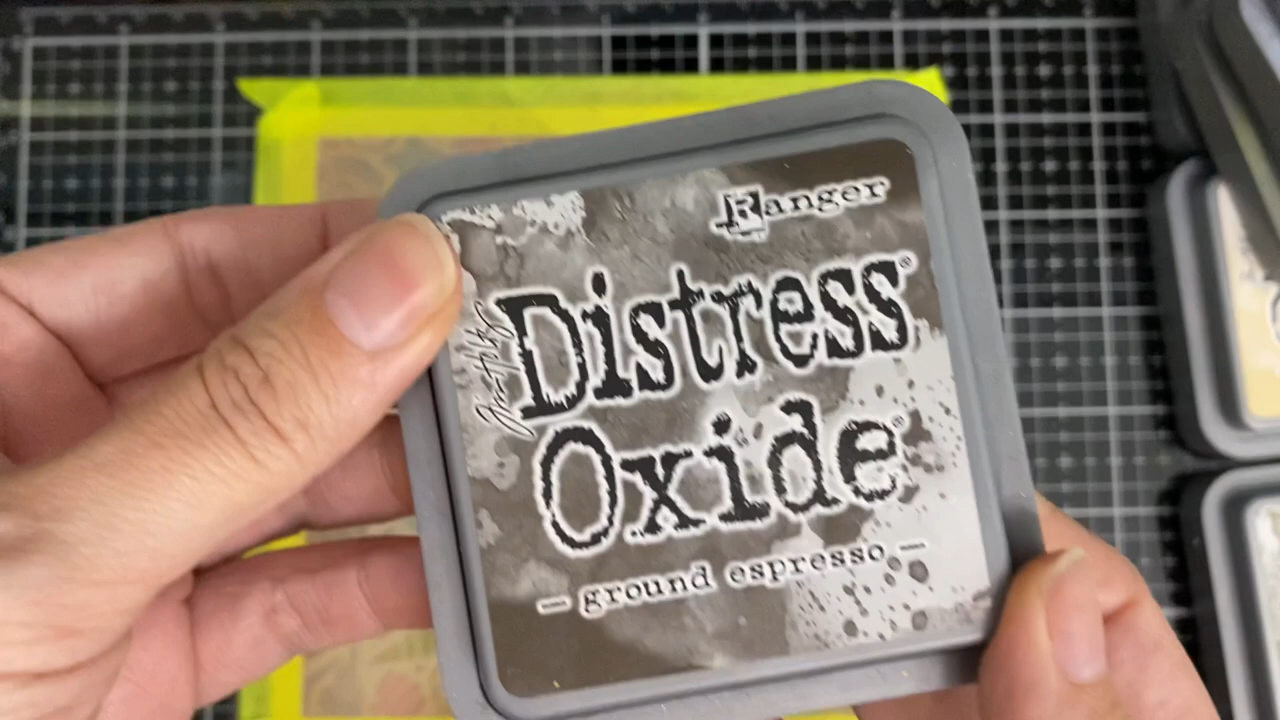 Ranger
Distress®
Oxide®
— ground espresso —